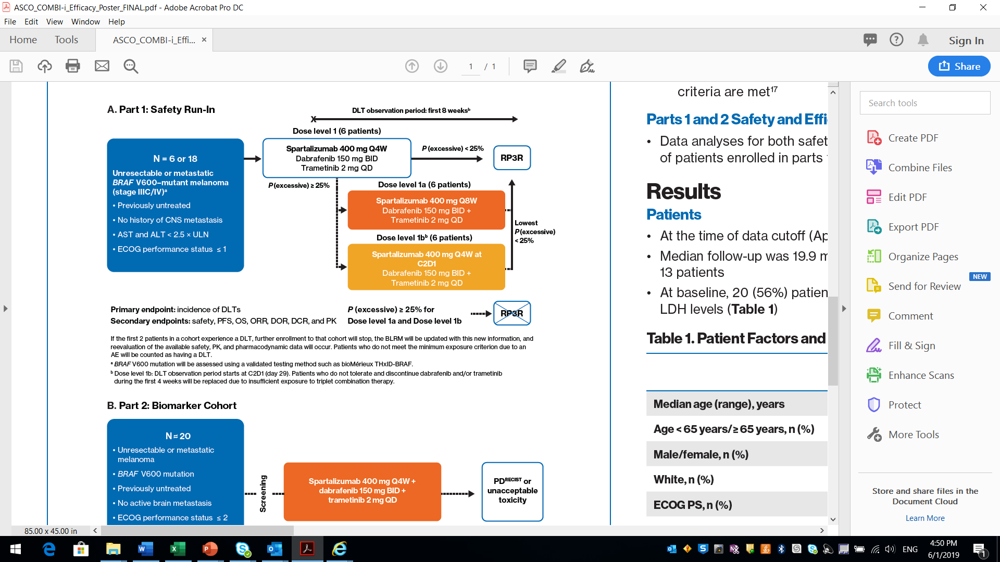 ASCO_COMBI-i_Efficacy_Poster_FINAL.pdf - Adobe Acrobat Pro DC
File Edit View Window Help
Home Tools ASCO_COMBI-i_Effi... ×
Sign In
1 / 1
Share
A. Part 1: Safety Run-In
DLT observation period: first 8 weeksᵇ
X
Dose level 1 (6 patients)
N = 6 or 18
Unresectable or metastatic
BRAF V600–mutant melanoma
(stage IIIC/IV)ᵃ
• Previously untreated
• No history of CNS metastasis
• AST and ALT < 2.5 × ULN
• ECOG performance status ≤ 1
Spartalizumab 400 mg Q4W
Dabrafenib 150 mg BID
Trametinib 2 mg QD
P (excessive) < 25%
RP3R
P (excessive) ≥ 25%
Dose level 1a (6 patients)
Spartalizumab 400 mg Q8W
Dabrafenib 150 mg BID +
Trametinib 2 mg QD
Dose level 1bᵇ (6 patients)
Spartalizumab 400 mg Q4W at
C2D1
Dabrafenib 150 mg BID +
Trametinib 2 mg QD
Lowest
P (excessive)
< 25%
Primary endpoint: incidence of DLTs
Secondary endpoints: safety, PFS, OS, ORR, DOR, DCR, and PK
P (excessive) ≥ 25% for
Dose level 1a and Dose level 1b
RP3R
If the first 2 patients in a cohort experience a DLT, further enrollment to that cohort will stop, the BLRM will be updated with this new information, and
reevaluation of the available safety, PK, and pharmacodynamic data will occur. Patients who do not meet the minimum exposure criterion due to an
AE will be counted as having a DLT.
ᵃ BRAF V600 mutation will be assessed using a validated testing method such as bioMérieux THxID-BRAF.
ᵇ Dose level 1b: DLT observation period starts at C2D1 (day 29). Patients who do not tolerate and discontinue dabrafenib and/or trametinib
during the first 4 weeks will be replaced due to insufficient exposure to triplet combination therapy.
B. Part 2: Biomarker Cohort
N ≈ 20
• Unresectable or metastatic
melanoma
• BRAF V600 mutation
• Previously untreated
• No active brain metastasis
• ECOG performance status ≤ 2
Screening
Spartalizumab 400 mg Q4W +
dabrafenib 150 mg BID +
trametinib 2 mg QD
PDᴿᴱᶜᴵˢᵀ or
unacceptable
toxicity
criteria are met¹⁷
Parts 1 and 2 Safety and Effi
• Data analyses for both safet
of patients enrolled in parts
Results
Patients
• At the time of data cutoff (Ap
• Median follow-up was 19.9 m
13 patients
• At baseline, 20 (56%) patien
LDH levels (Table 1)
Table 1. Patient Factors and
Median age (range), years
Age < 65 years/≥ 65 years, n (%)
Male/female, n (%)
White, n (%)
ECOG PS, n (%)
Search tools
Create PDF
Combine Files
Edit PDF
Export PDF
Organize Pages
NEW
Send for Review
Comment
Fill & Sign
Enhance Scans
Protect
More Tools
Store and share files in the
Document Cloud
Learn More
85.00 x 45.00 in
ENG
4:50 PM
6/1/2019
1